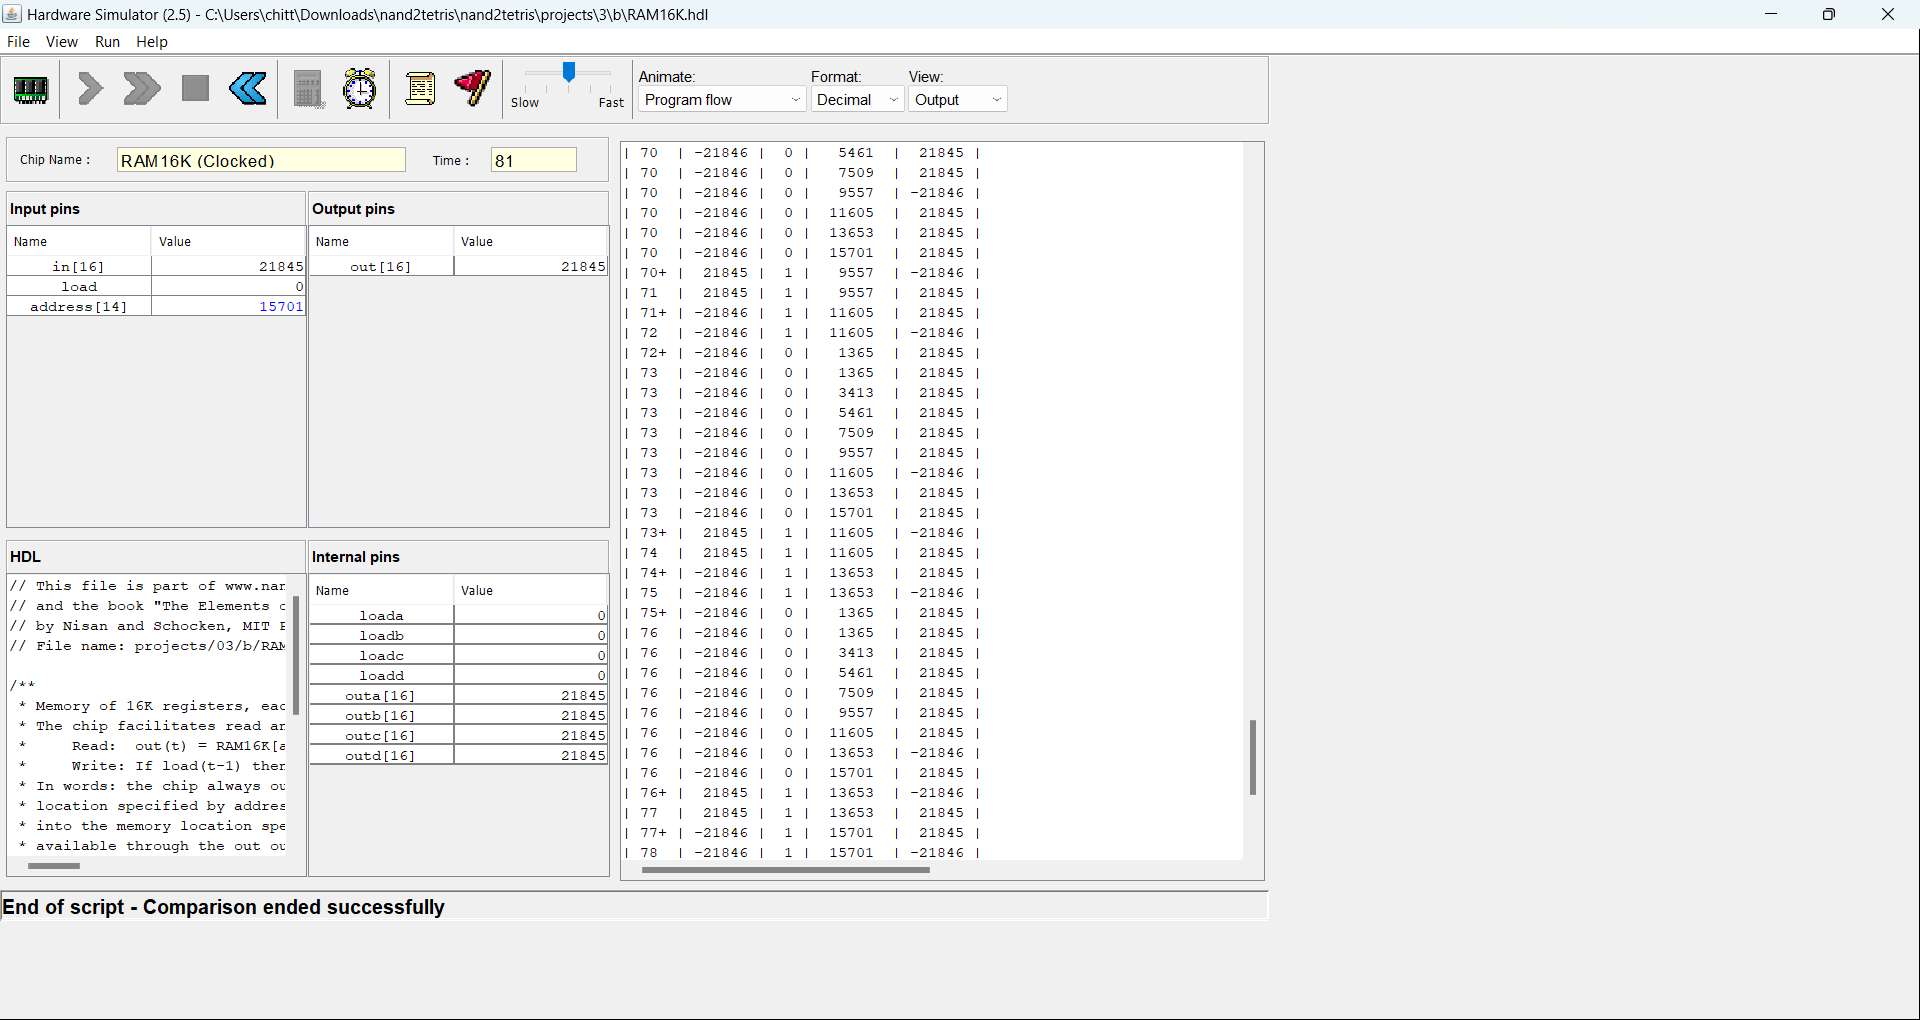 Hardware Simulator (2.5) - C:\Users\chitt\Downloads\nand2tetris\nand2tetris\projects\3\b\RAM16K.hdl
File View Run Help
Slow Fast
Animate: Format: View:
Program flow Decimal Output
Chip Name : RAM16K (Clocked) Time : 81
Input pins
Name Value
in[16] 21845
load 0
address[14] 15701
Output pins
Name Value
out[16] 21845
HDL
// This file is part of www.nan
// and the book "The Elements o
// by Nisan and Schocken, MIT P
// File name: projects/03/b/RAM
/**
* Memory of 16K registers, eac
* The chip facilitates read an
* Read: out(t) = RAM16K[a
* Write: If load(t-1) then
* In words: the chip always ou
* location specified by addres
* into the memory location spe
* available through the out ou
Internal pins
Name Value
loada 0
loadb 0
loadc 0
loadd 0
outa[16] 21845
outb[16] 21845
outc[16] 21845
outd[16] 21845
| 70 | -21846 | 0 | 5461 | 21845 |
| 70 | -21846 | 0 | 7509 | 21845 |
| 70 | -21846 | 0 | 9557 | -21846 |
| 70 | -21846 | 0 | 11605 | 21845 |
| 70 | -21846 | 0 | 13653 | 21845 |
| 70 | -21846 | 0 | 15701 | 21845 |
| 70+ | 21845 | 1 | 9557 | -21846 |
| 71 | 21845 | 1 | 9557 | 21845 |
| 71+ | -21846 | 1 | 11605 | 21845 |
| 72 | -21846 | 1 | 11605 | -21846 |
| 72+ | -21846 | 0 | 1365 | 21845 |
| 73 | -21846 | 0 | 1365 | 21845 |
| 73 | -21846 | 0 | 3413 | 21845 |
| 73 | -21846 | 0 | 5461 | 21845 |
| 73 | -21846 | 0 | 7509 | 21845 |
| 73 | -21846 | 0 | 9557 | 21845 |
| 73 | -21846 | 0 | 11605 | -21846 |
| 73 | -21846 | 0 | 13653 | 21845 |
| 73 | -21846 | 0 | 15701 | 21845 |
| 73+ | 21845 | 1 | 11605 | -21846 |
| 74 | 21845 | 1 | 11605 | 21845 |
| 74+ | -21846 | 1 | 13653 | 21845 |
| 75 | -21846 | 1 | 13653 | -21846 |
| 75+ | -21846 | 0 | 1365 | 21845 |
| 76 | -21846 | 0 | 1365 | 21845 |
| 76 | -21846 | 0 | 3413 | 21845 |
| 76 | -21846 | 0 | 5461 | 21845 |
| 76 | -21846 | 0 | 7509 | 21845 |
| 76 | -21846 | 0 | 9557 | 21845 |
| 76 | -21846 | 0 | 11605 | 21845 |
| 76 | -21846 | 0 | 13653 | -21846 |
| 76 | -21846 | 0 | 15701 | 21845 |
| 76+ | 21845 | 1 | 13653 | -21846 |
| 77 | 21845 | 1 | 13653 | 21845 |
| 77+ | -21846 | 1 | 15701 | 21845 |
| 78 | -21846 | 1 | 15701 | -21846 |
End of script - Comparison ended successfully